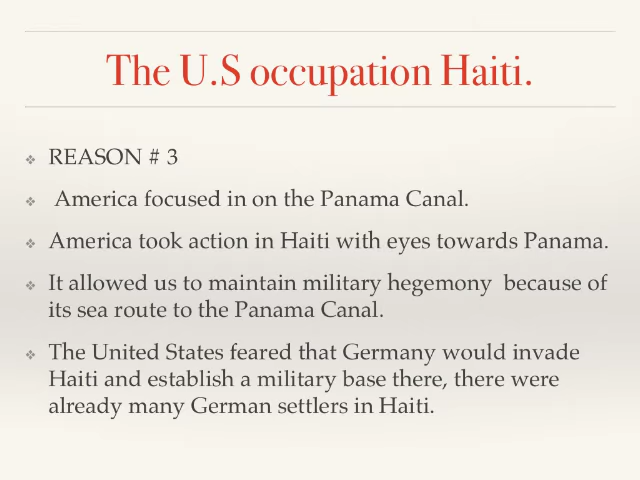 The U.S occupation Haiti.
❖ REASON # 3
❖ America focused in on the Panama Canal.
❖ America took action in Haiti with eyes towards Panama.
❖ It allowed us to maintain military hegemony because of
its sea route to the Panama Canal.
❖ The United States feared that Germany would invade
Haiti and establish a military base there, there were
already many German settlers in Haiti.